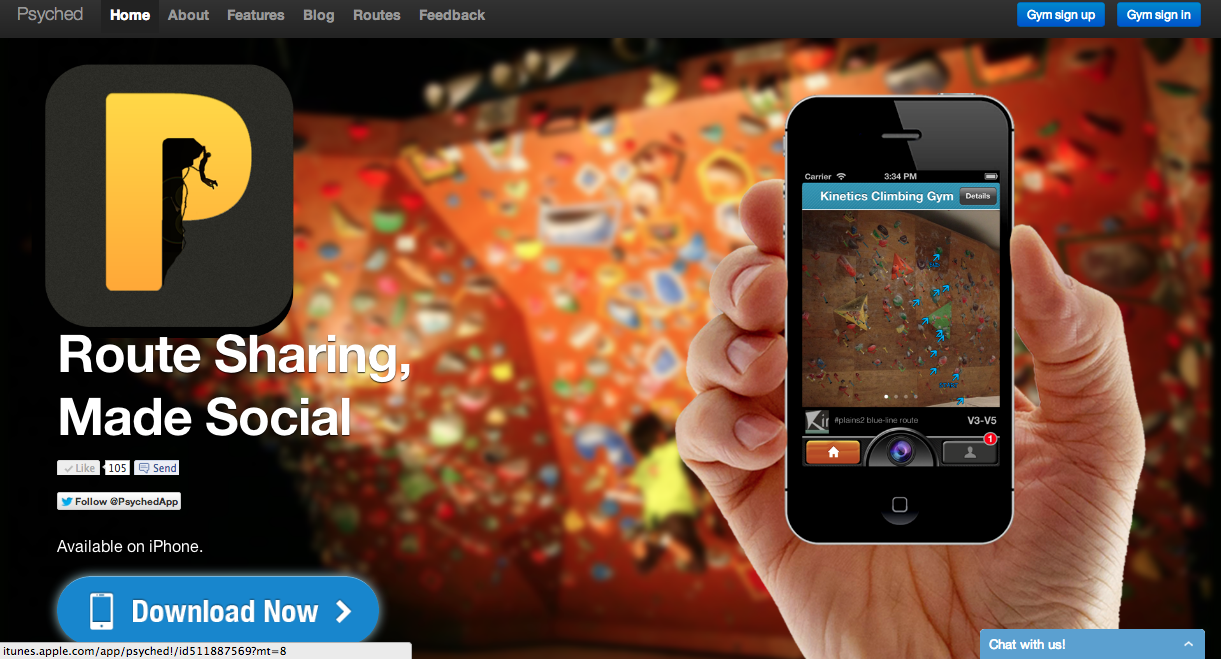 Psyched
Home
About
Features
Blog
Routes
Feedback
Gym sign up
Gym sign in
P
Carrier
3:34 PM
Kinetics Climbing Gym
Details
Route Sharing,
Made Social
Like
105
Send
Follow @PsychedApp
#plains2 blue-line route
V3-V5
1
Available on iPhone.
Download Now
itunes.apple.com/app/psyched!/id511887569?mt=8
Chat with us!